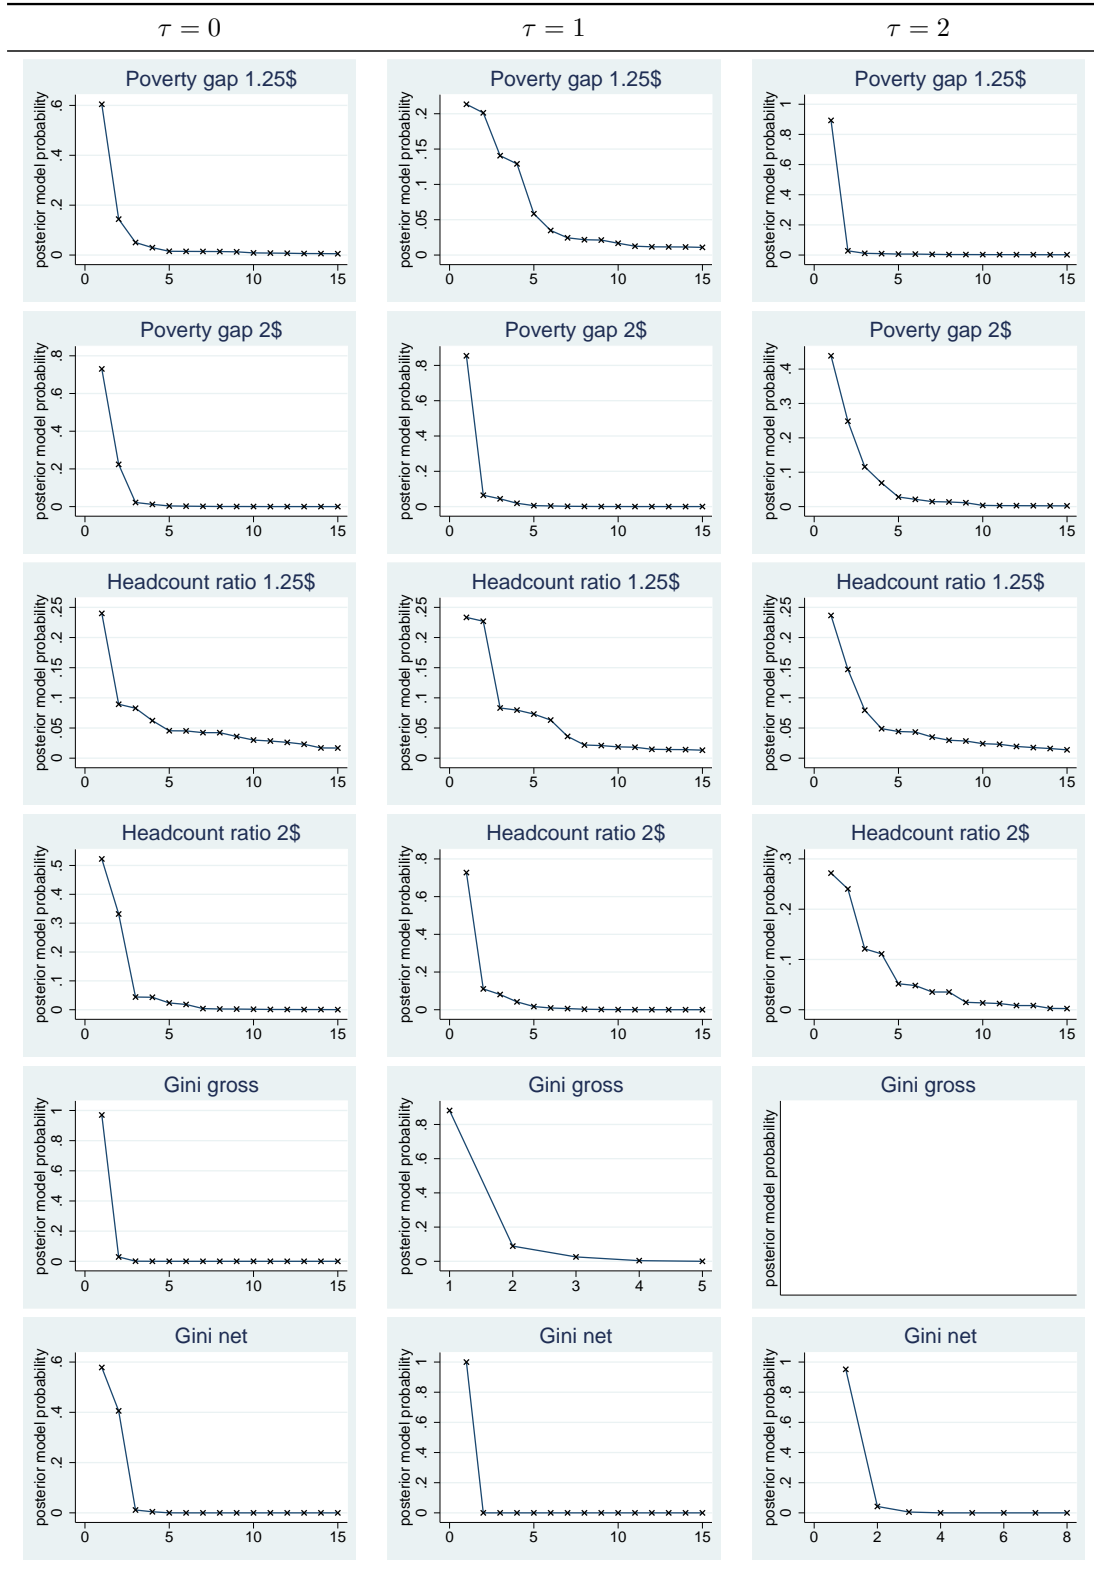 τ = 0 τ = 1 τ = 2
Poverty gap 1.25$ Poverty gap 1.25$ Poverty gap 1.25$
posterior model probability posterior model probability posterior model probability
0 .2 .4 .6 0 .05 .1 .15 .2 0 .2 .4 .6 .8 1
0 5 10 15 0 5 10 15 0 5 10 15
Poverty gap 2$ Poverty gap 2$ Poverty gap 2$
posterior model probability posterior model probability posterior model probability
0 .2 .4 .6 .8 0 .2 .4 .6 .8 0 .1 .2 .3 .4
0 5 10 15 0 5 10 15 0 5 10 15
Headcount ratio 1.25$ Headcount ratio 1.25$ Headcount ratio 1.25$
posterior model probability posterior model probability posterior model probability
0 .05 .1 .15 .2 .25 0 .05 .1 .15 .2 .25 0 .05 .1 .15 .2 .25
0 5 10 15 0 5 10 15 0 5 10 15
Headcount ratio 2$ Headcount ratio 2$ Headcount ratio 2$
posterior model probability posterior model probability posterior model probability
0 .1 .2 .3 .4 .5 0 .2 .4 .6 .8 0 .1 .2 .3
0 5 10 15 0 5 10 15 0 5 10 15
Gini gross Gini gross Gini gross
posterior model probability posterior model probability posterior model probability
0 .2 .4 .6 .8 1 0 .2 .4 .6 .8
0 5 10 15 1 2 3 4 5
Gini net Gini net Gini net
posterior model probability posterior model probability posterior model probability
0 .2 .4 .6 0 .2 .4 .6 .8 1 0 .2 .4 .6 .8 1
0 5 10 15 0 5 10 15 0 2 4 6 8